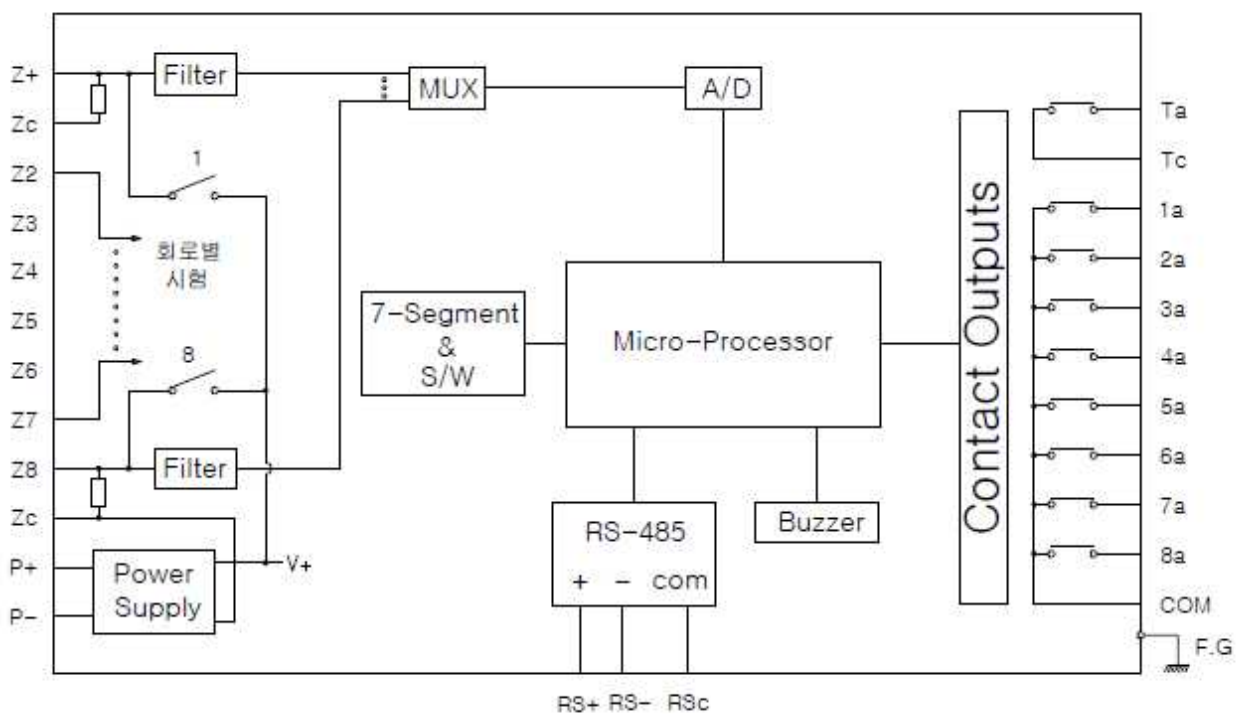 Z+
Zc
Z2
Z3
Z4
Z5
Z6
Z7
Z8
Zc
P+
P-
Filter
1
회로별
시험
8
Filter
Power
Supply
V+
MUX
A/D
7-Segment
&
S/W
Micro-Processor
RS-485
+ - com
Buzzer
Contact Outputs
Ta
Tc
1a
2a
3a
4a
5a
6a
7a
8a
COM
F.G
RS+ RS- RSc